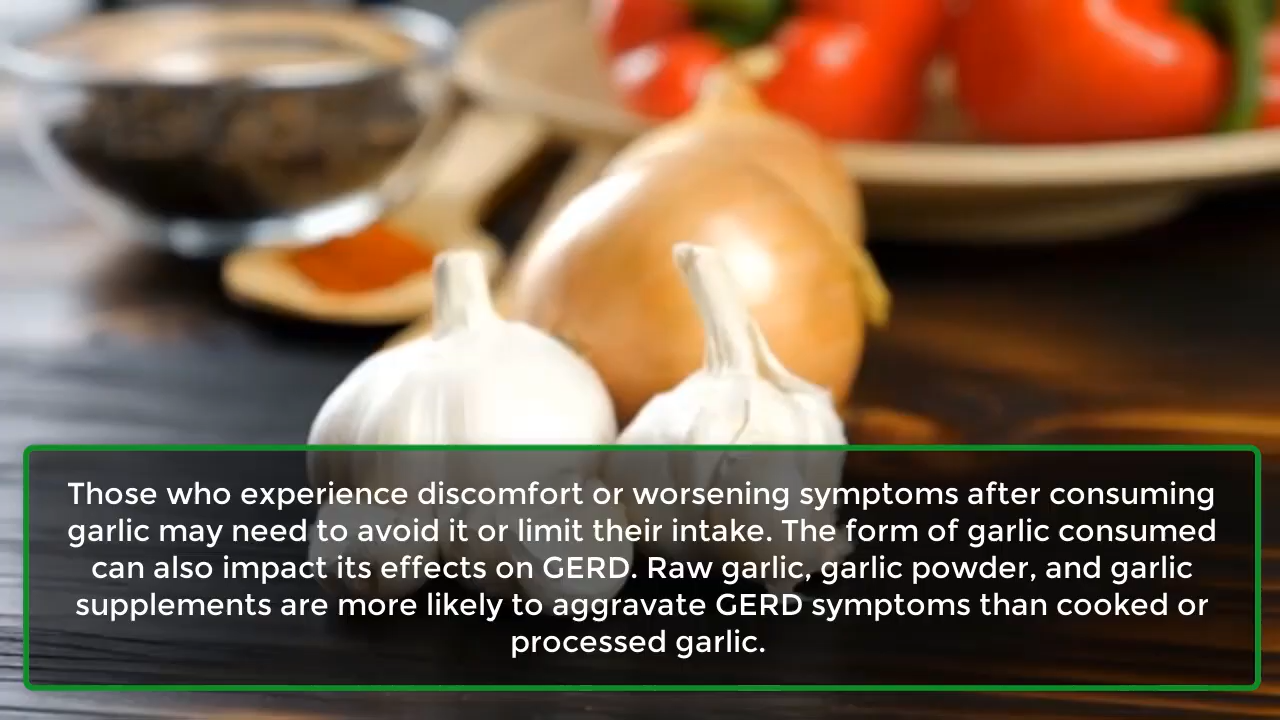 Those who experience discomfort or worsening symptoms after consuming
garlic may need to avoid it or limit their intake. The form of garlic consumed
can also impact its effects on GERD. Raw garlic, garlic powder, and garlic
supplements are more likely to aggravate GERD symptoms than cooked or
processed garlic.